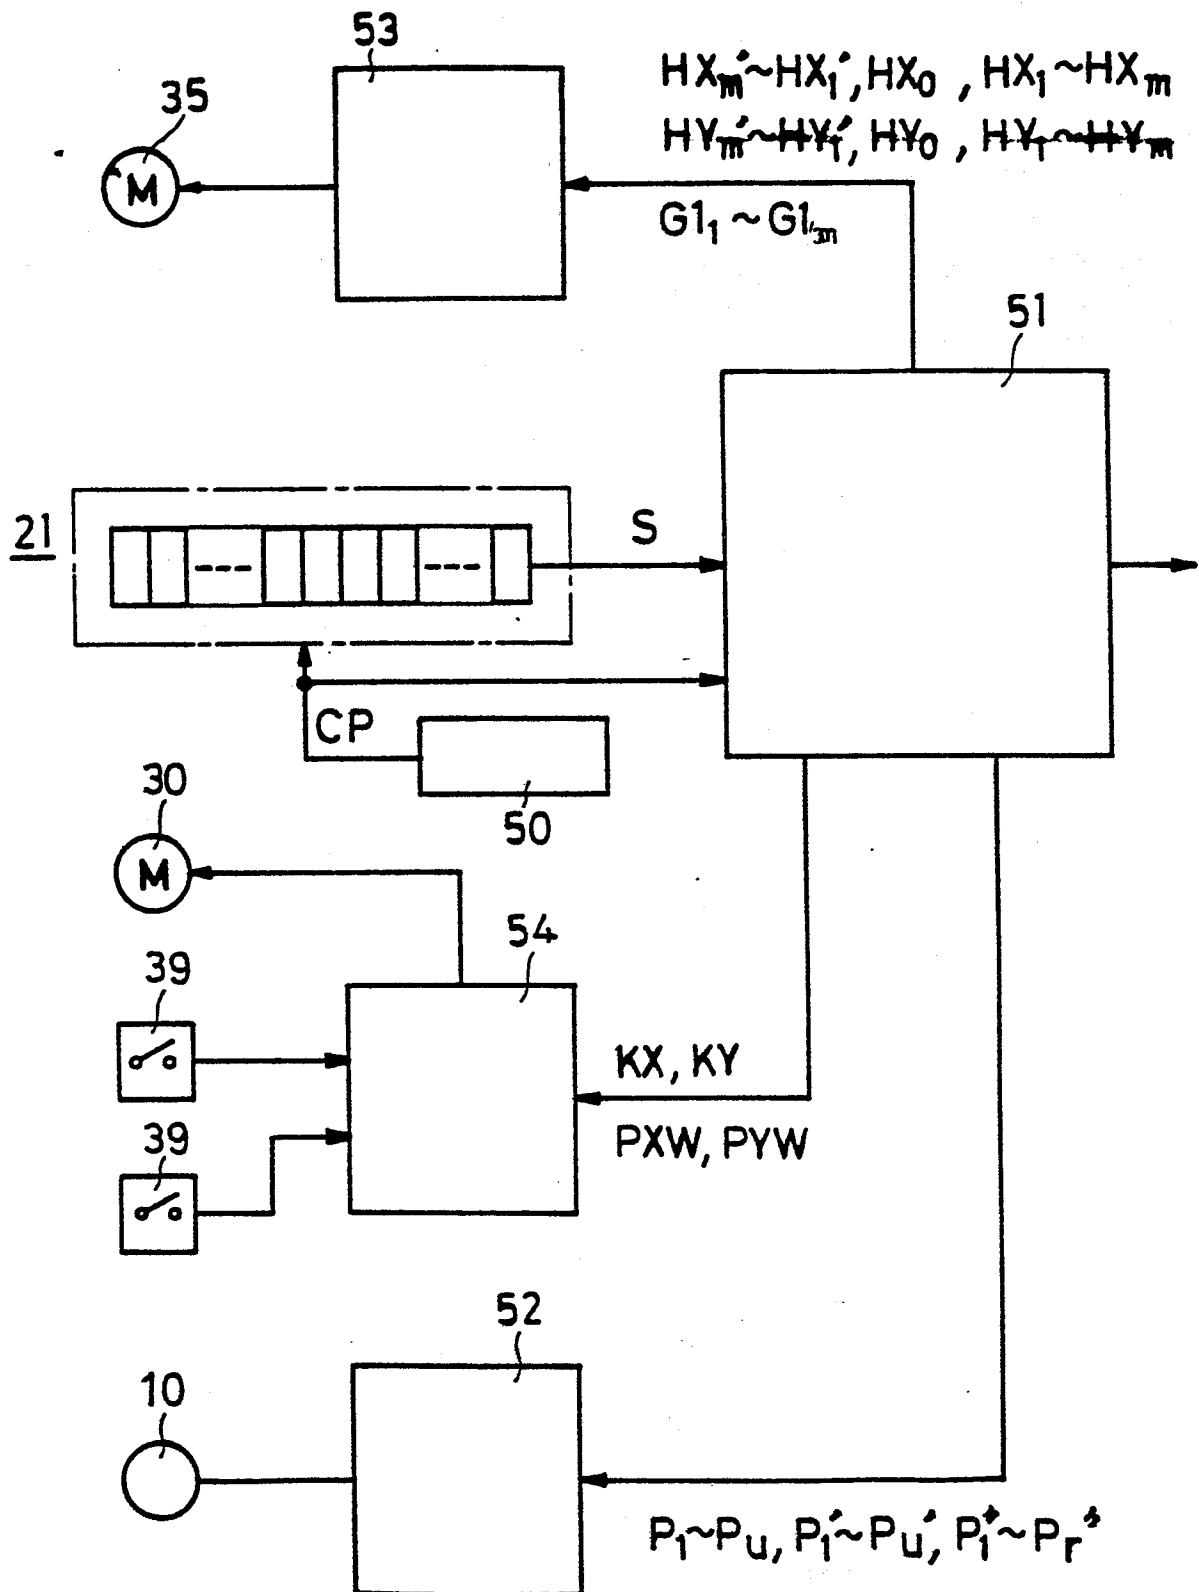 53
HXm'~HX1', HX0, HX1~HXm
35
HYm'~HY1', HY0, HY1~HYm
M
G11~G13m
51
21
S
CP
30
50
M
54
39
KX, KY
39
PXW, PYW
52
10
P1~Pu, P1'~Pu', P1"~Pr"